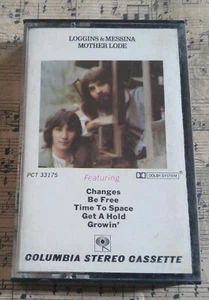 LOGGINS & MESSINA
MOTHER LODE
PCT 33175
Featuring
DOLBY SYSTEM
Changes
Be Free
Time To Space
Get A Hold
Growin'
COLUMBIA STEREO CASSETTE